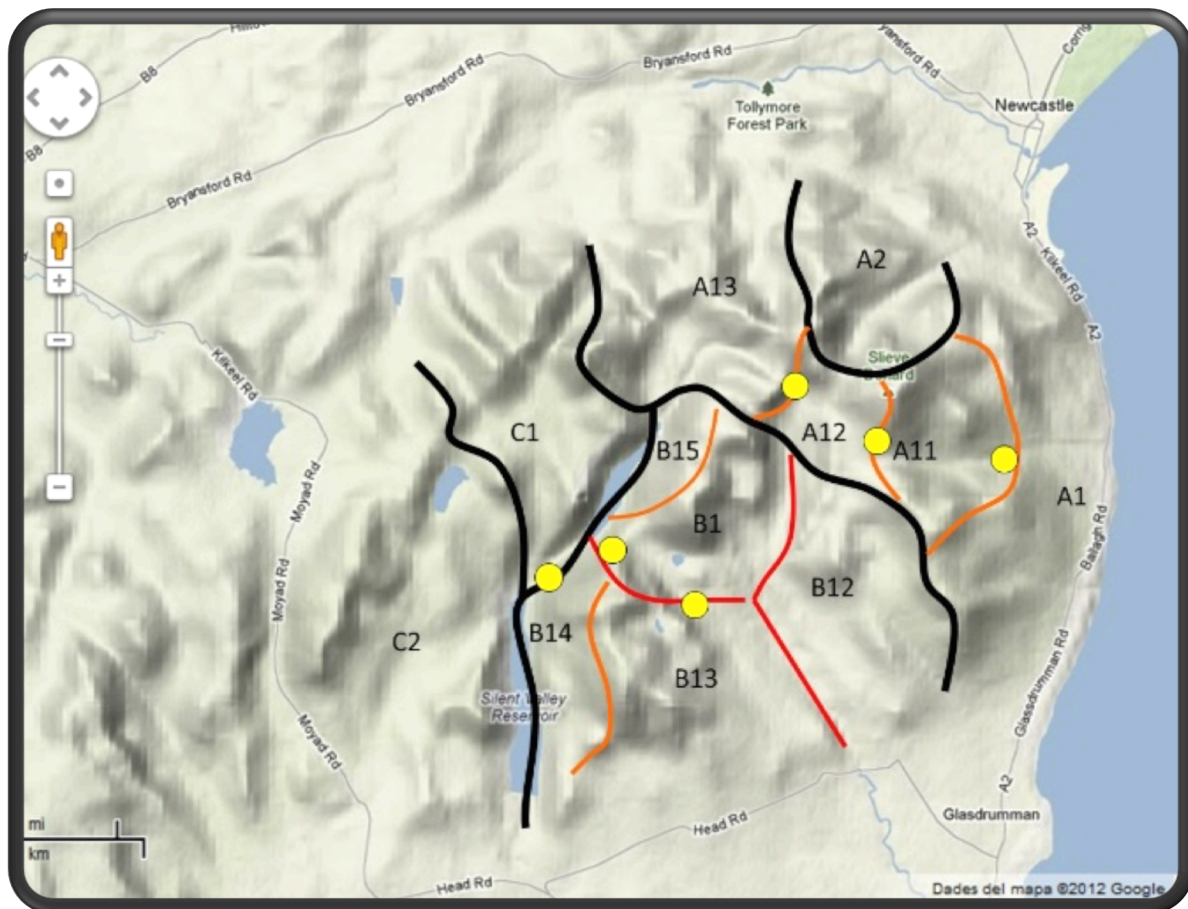 Bryansford Rd
B8
Bryansford Rd
Bryansford Rd
Tollymore
Forest Park
Newcastle
B8
Bryansford Rd
A2
Kilkeel Rd
A2
A2
A13
Slieve
Kilkeel Rd
C1
B15
A12
A11
Moyad Rd
A1
B1
Ballagh Rd
Moyad Rd
B12
B14
C2
B13
Silent Valley
Reservoir
Glassdrumman Rd
Moyad Rd
A2
mi
km
Head Rd
Glasdrumman
Head Rd
Dades del mapa ©2012 Google